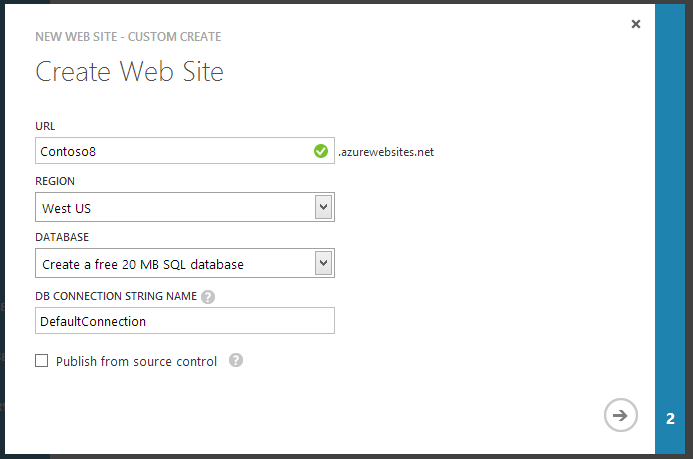 NEW WEB SITE - CUSTOM CREATE
Create Web Site
URL
Contoso8 .azurewebsites.net
REGION
West US
DATABASE
Create a free 20 MB SQL database
DB CONNECTION STRING NAME ?
DefaultConnection
Publish from source control ?
2